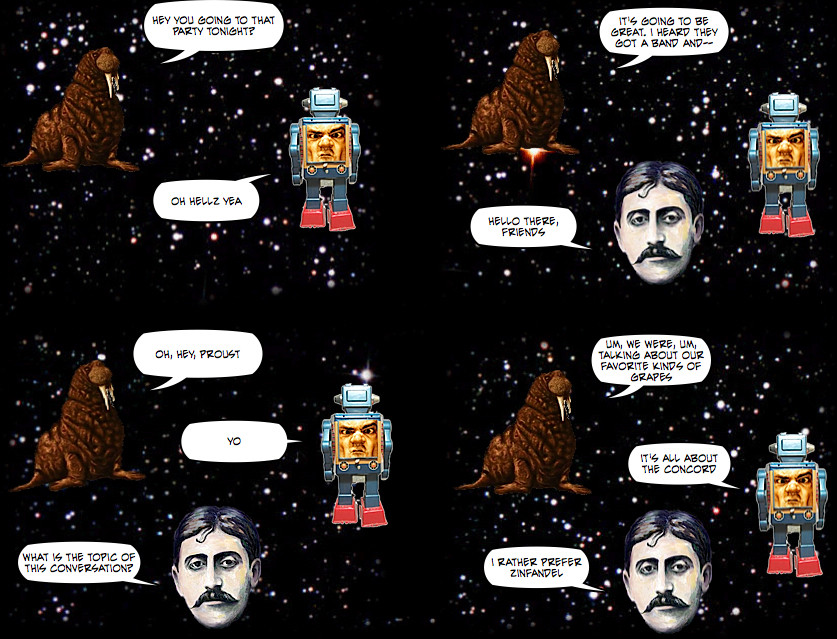 HEY YOU GOING TO THAT
PARTY TONIGHT?
OH HELLZ YEA
IT'S GOING TO BE
GREAT. I HEARD THEY
GOT A BAND AND--
HELLO THERE,
FRIENDS
OH, HEY, PROUST
YO
WHAT IS THE TOPIC OF
THIS CONVERSATION?
UM, WE WERE, UM,
TALKING ABOUT OUR
FAVORITE KINDS OF
GRAPES
IT'S ALL ABOUT
THE CONCORD
I RATHER PREFER
ZINFANDEL